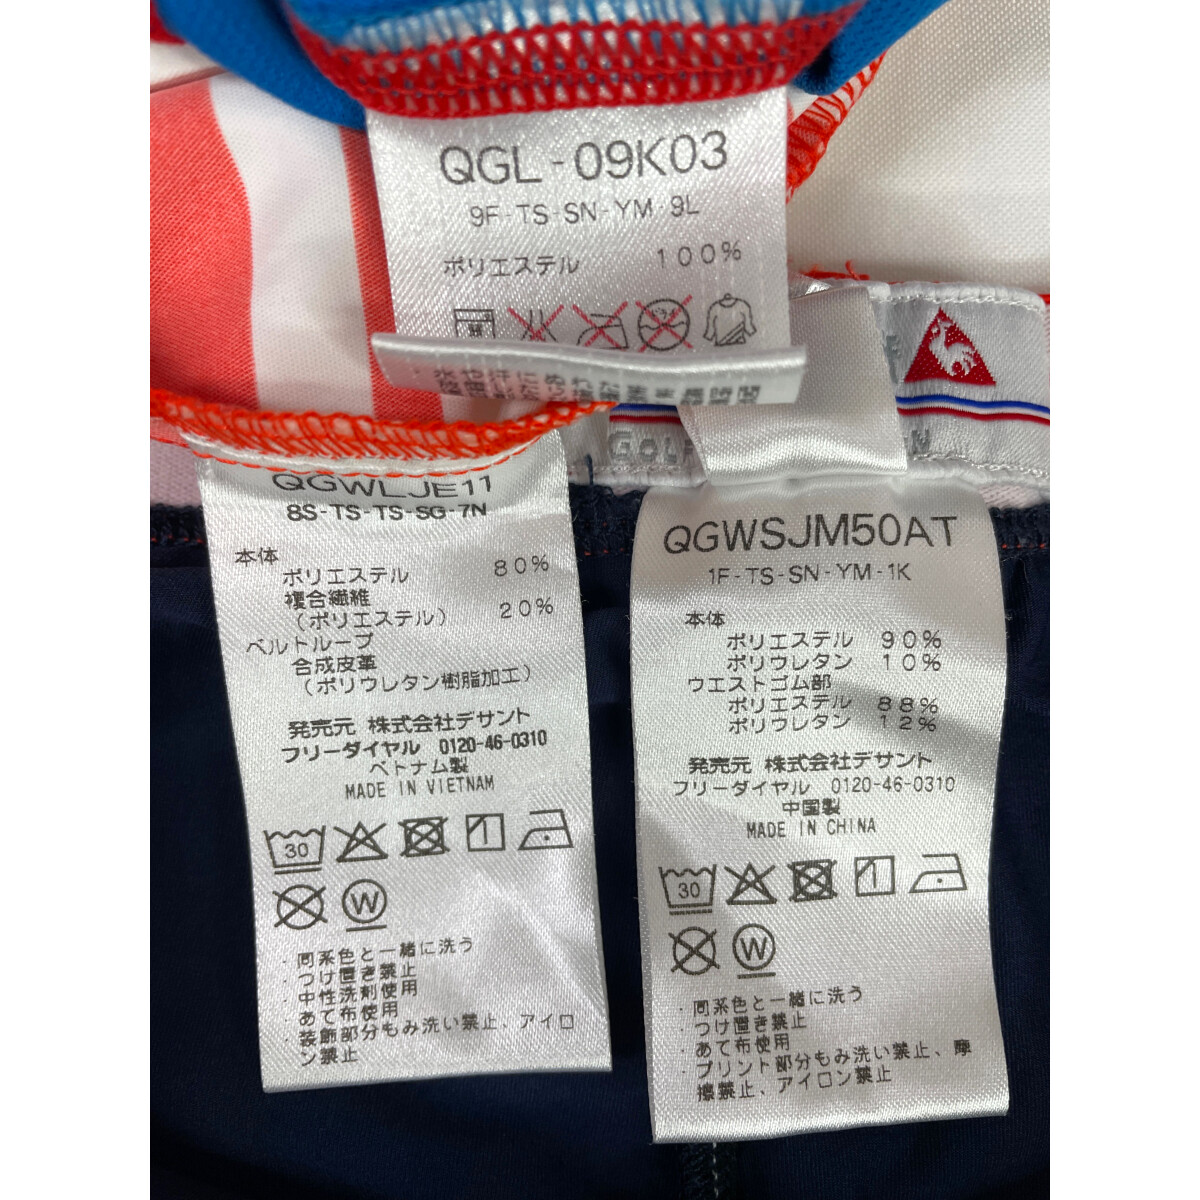 QGL-09K03
9F-TS-SN-YM-9L
ポリエステル 100%
GOL
QGWLJE11
8S-TS-TS-SG-7N
本体
ポリエステル 80%
複合繊維
(ポリエステル) 20%
ベルトループ
合成皮革
(ポリウレタン樹脂加工)
発売元 株式会社デサント
フリーダイヤル 0120-46-0310
ベトナム製
MADE IN VIETNAM
30
W
・同系色と一緒に洗う
・つけ置き禁止
・中性洗剤使用
・あて布使用
・装飾部分もみ洗い禁止、アイロ
ン禁止
QGWSJM50AT
1F-TS-SN-YM-1K
本体
ポリエステル 90%
ポリウレタン 10%
ウエストゴム部
ポリエステル 88%
ポリウレタン 12%
発売元 株式会社デサント
フリーダイヤル 0120-46-0310
中国製
MADE IN CHINA
30
W
・同系色と一緒に洗う
・つけ置き禁止
・あて布使用
・プリント部分もみ洗い禁止、摩
擦禁止、アイロン禁止